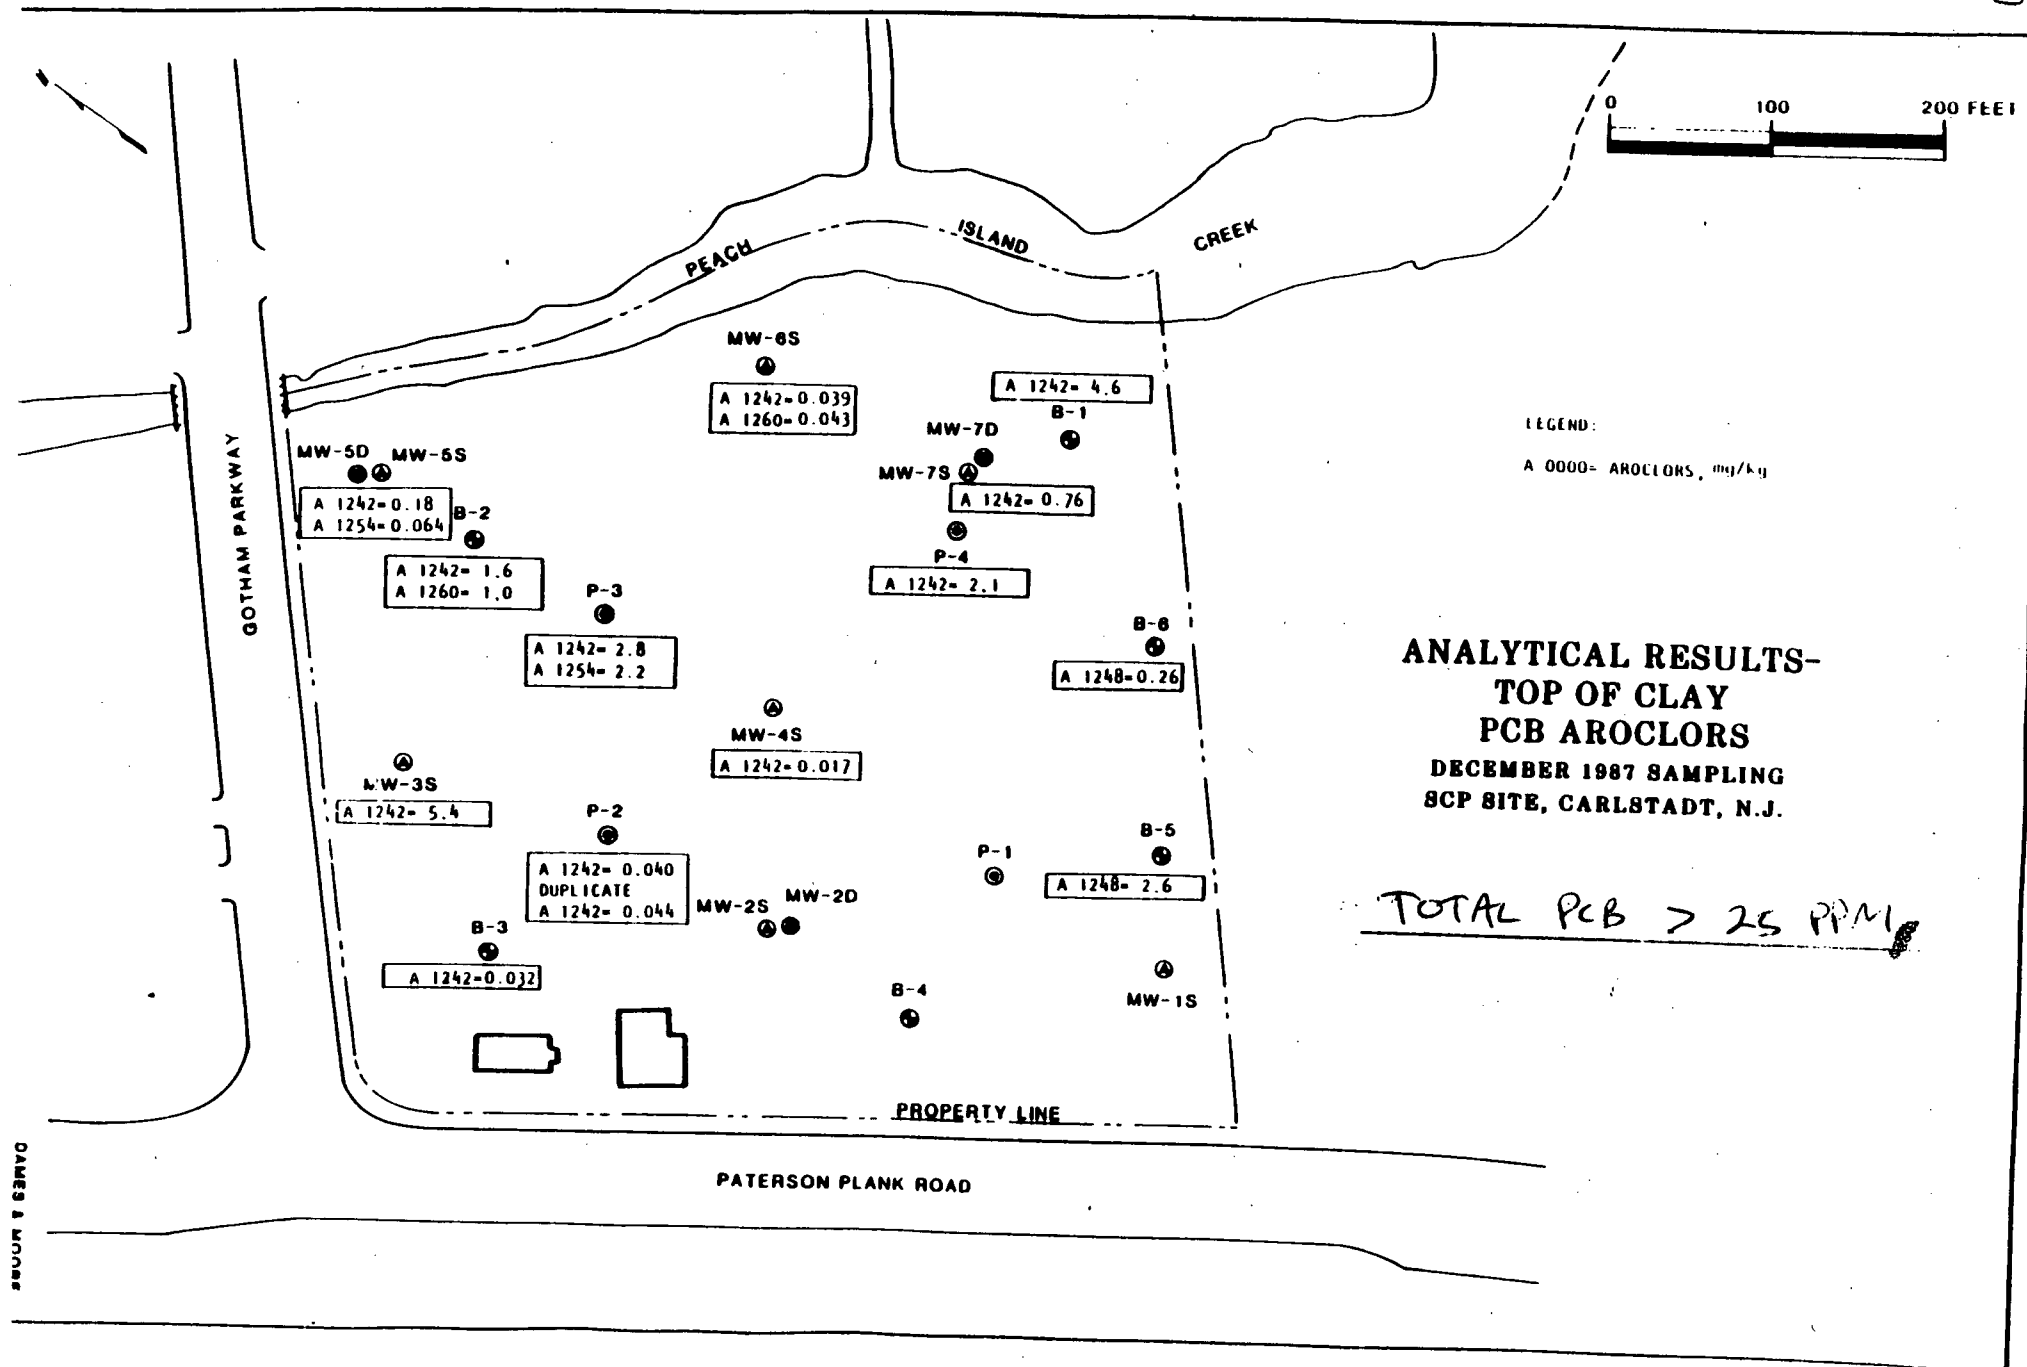 0 100 200 FEET
PEACH ISLAND CREEK
MW-6S
A 1242=0.039
A 1260=0.043
A 1242= 4.6
B-1
MW-7D
MW-7S
A 1242= 0.76
P-4
A 1242= 2.1
LEGEND:
A 0000= AROCLORS, mg/kg
MW-5D MW-5S
A 1242=0.18
A 1254=0.064
B-2
A 1242= 1.6
A 1260= 1.0
GOTHAM PARKWAY
P-3
A 1242= 2.8
A 1254= 2.2
B-6
A 1248=0.26
MW-4S
A 1242=0.017
MW-3S
A 1242= 5.4
P-2
A 1242= 0.040
DUPLICATE
A 1242= 0.044
MW-2S MW-2D
P-1
B-5
A 1248= 2.6
B-3
A 1242=0.032
B-4
MW-1S
ANALYTICAL RESULTS-
TOP OF CLAY
PCB AROCLORS
DECEMBER 1987 SAMPLING
SCP SITE, CARLSTADT, N.J.
TOTAL PCB > 25 PPM
PROPERTY LINE
PATERSON PLANK ROAD
DAMES & MOORE